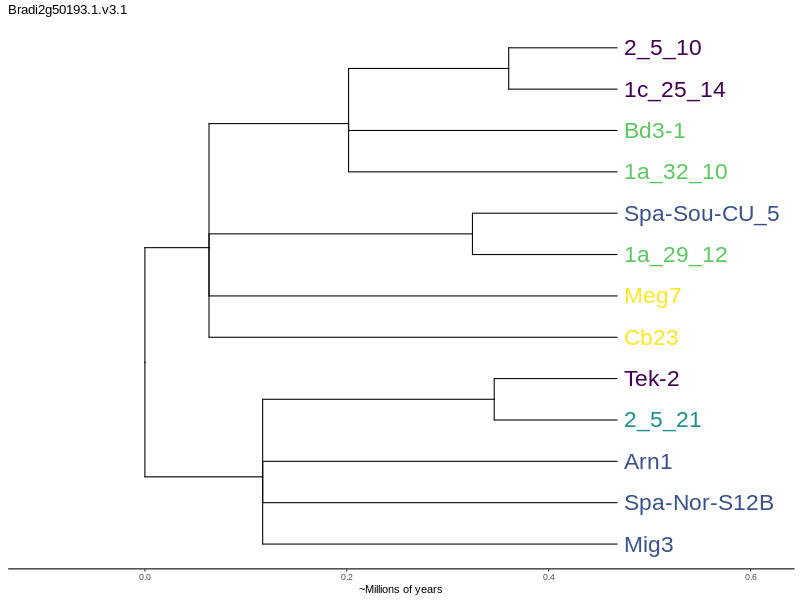 Bradi2g50193.1.v3.1
2_5_10
1c_25_14
Bd3-1
1a_32_10
Spa-Sou-CU_5
1a_29_12
Meg7
Cb23
Tek-2
2_5_21
Arn1
Spa-Nor-S12B
Mig3
0.0 0.2 0.4 0.6
~Millions of years